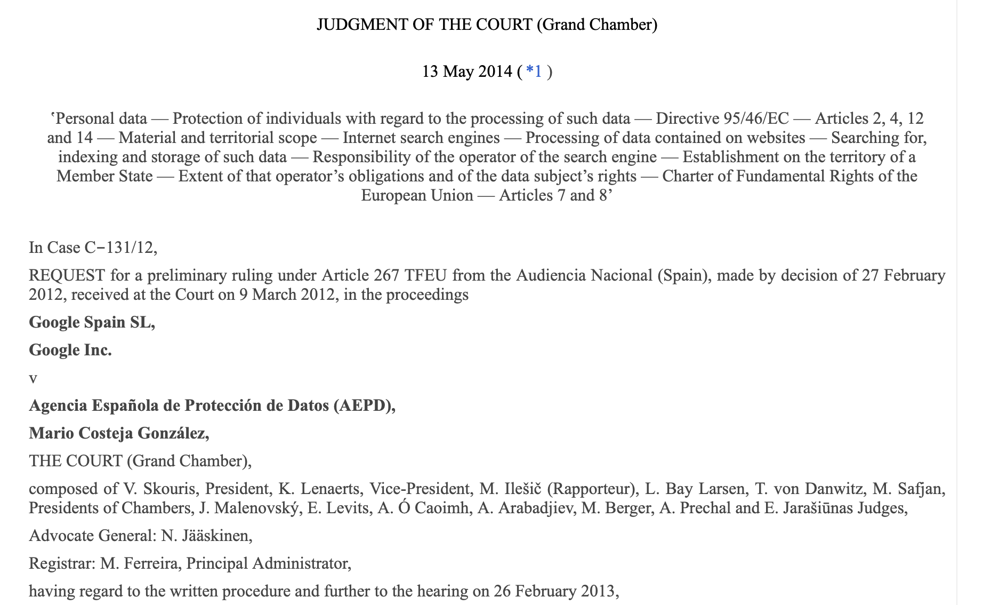 JUDGMENT OF THE COURT (Grand Chamber)
13 May 2014 ( *1 )
‛Personal data — Protection of individuals with regard to the processing of such data — Directive 95/46/EC — Articles 2, 4, 12
and 14 — Material and territorial scope — Internet search engines — Processing of data contained on websites — Searching for,
indexing and storage of such data — Responsibility of the operator of the search engine — Establishment on the territory of a
Member State — Extent of that operator’s obligations and of the data subject’s rights — Charter of Fundamental Rights of the
European Union — Articles 7 and 8’
In Case C‑131/12,
REQUEST for a preliminary ruling under Article 267 TFEU from the Audiencia Nacional (Spain), made by decision of 27 February
2012, received at the Court on 9 March 2012, in the proceedings
Google Spain SL,
Google Inc.
v
Agencia Española de Protección de Datos (AEPD),
Mario Costeja González,
THE COURT (Grand Chamber),
composed of V. Skouris, President, K. Lenaerts, Vice-President, M. Ilešič (Rapporteur), L. Bay Larsen, T. von Danwitz, M. Safjan,
Presidents of Chambers, J. Malenovský, E. Levits, A. Ó Caoimh, A. Arabadjiev, M. Berger, A. Prechal and E. Jarašiūnas Judges,
Advocate General: N. Jääskinen,
Registrar: M. Ferreira, Principal Administrator,
having regard to the written procedure and further to the hearing on 26 February 2013,